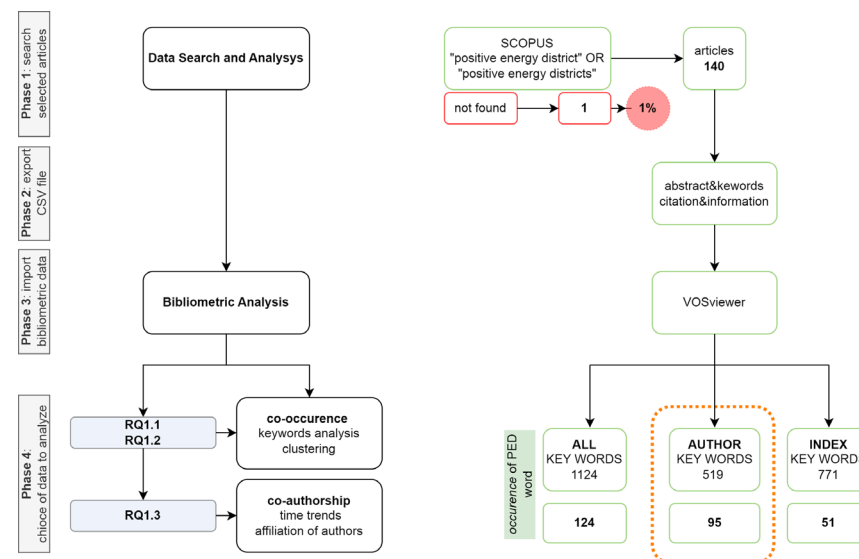 Phase 1: search
selected articles
Data Search and Analysys
SCOPUS
"positive energy district" OR
"positive energy districts"
articles
140
not found
1
1%
Phase 2: export
CSV file
abstract&kewords
citation&information
Phase 3: import
bibliometric data
Bibliometric Analysis
VOSviewer
Phase 4:
chioce of data to analyze
RQ1.1
RQ1.2
co-occurence
keywords analysis
clustering
RQ1.3
co-authorship
time trends
affiliation of authors
occurence of PED
word
ALL
KEY WORDS
1124
AUTHOR
KEY WORDS
519
INDEX
KEY WORDS
771
124
95
51